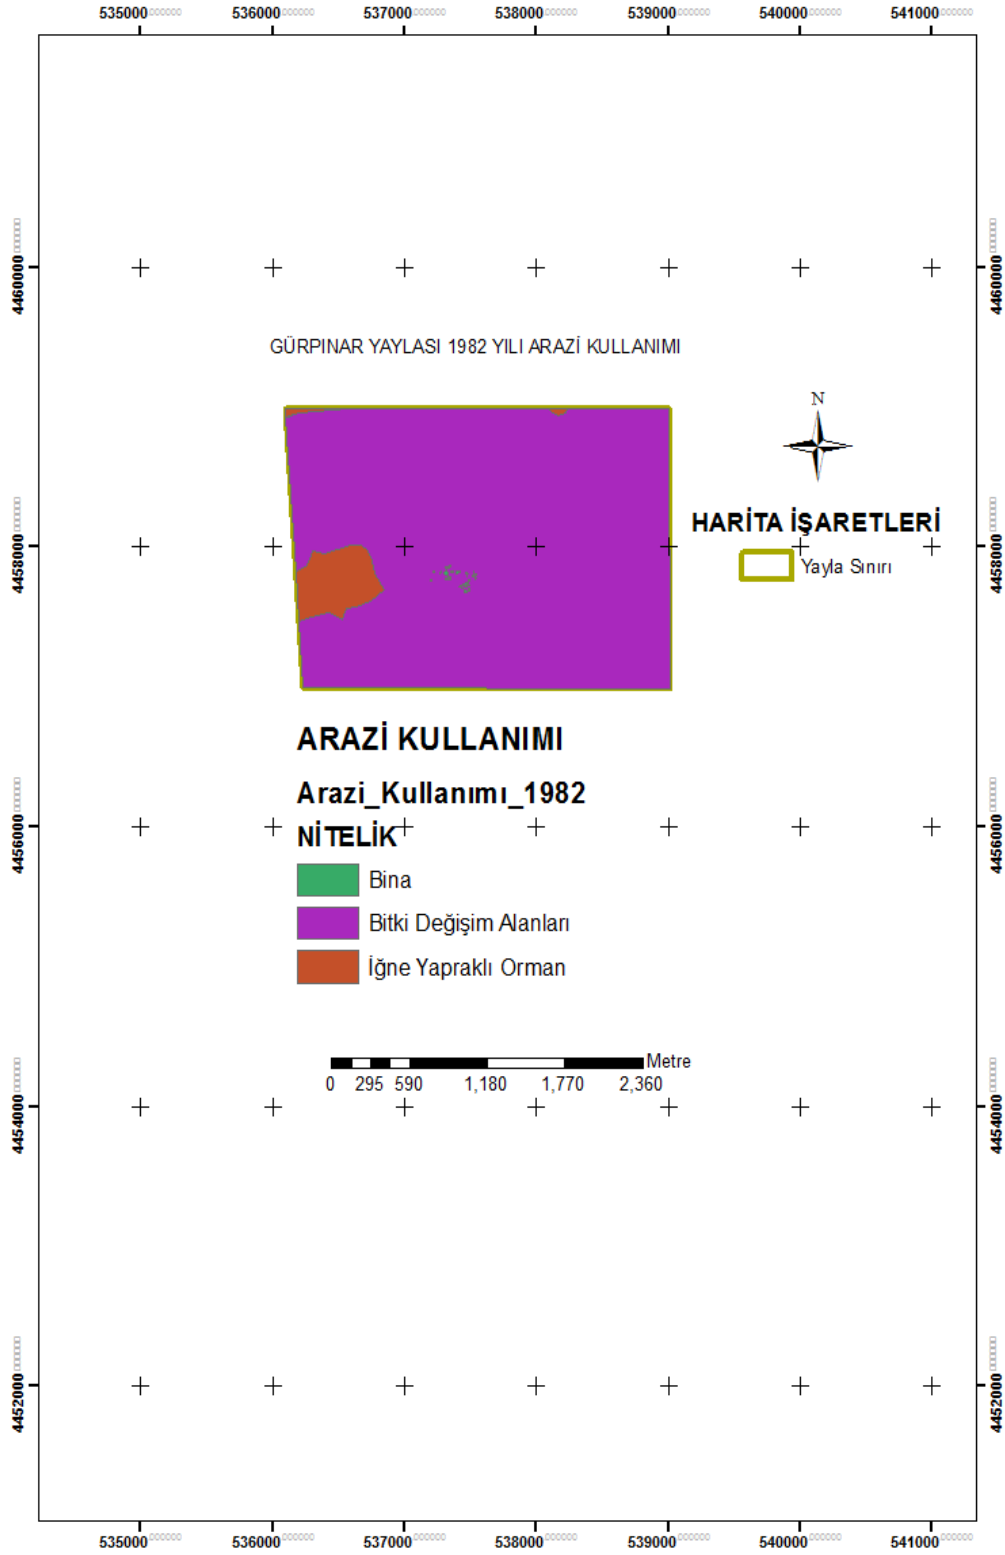 535000 536000 537000 538000 539000 540000 541000
4460000 4460000
GÜRPINAR YAYLASI 1982 YILI ARAZİ KULLANIMI
N
HARİTA İŞARETLERİ
4458000 4458000
Yayla Sınırı
ARAZİ KULLANIMI
Arazi_Kullanımı_1982
4456000 4456000
NİTELİK
Bina
Bitki Değişim Alanları
İğne Yapraklı Orman
Metre
0 295 590 1,180 1,770 2,360
4454000 4454000
4452000 4452000
535000 536000 537000 538000 539000 540000 541000